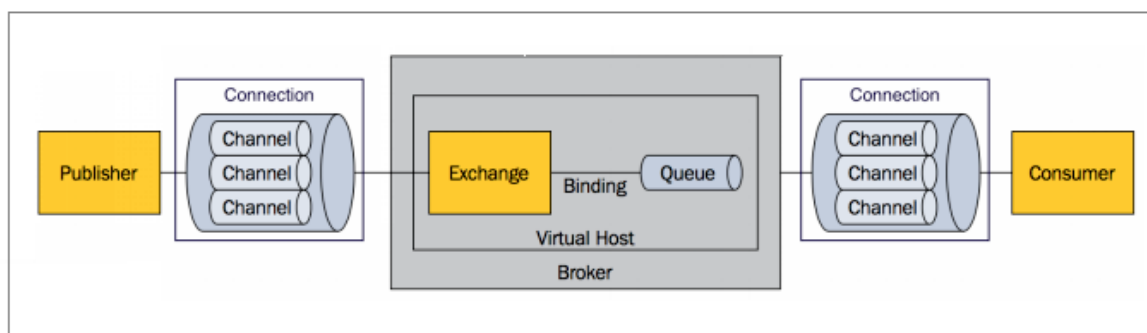 Publisher
Connection
Channel
Channel
Channel
Exchange
Binding
Queue
Virtual Host
Broker
Connection
Channel
Channel
Channel
Consumer